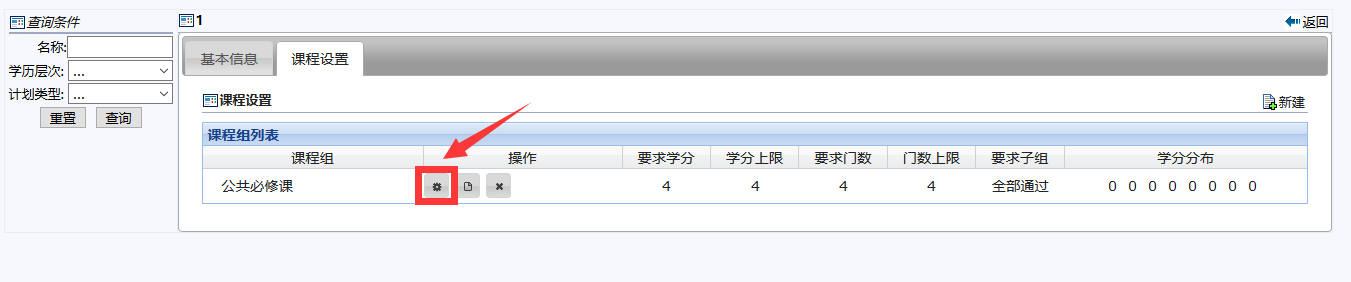 查询条件
名称:
学历层次: ...
计划类型: ...
重置 查询
1 返回
基本信息 课程设置
课程设置 新建
课程组列表
课程组 操作 要求学分 学分上限 要求门数 门数上限 要求子组 学分分布
公共必修课 4 4 4 4 全部通过 0 0 0 0 0 0 0 0